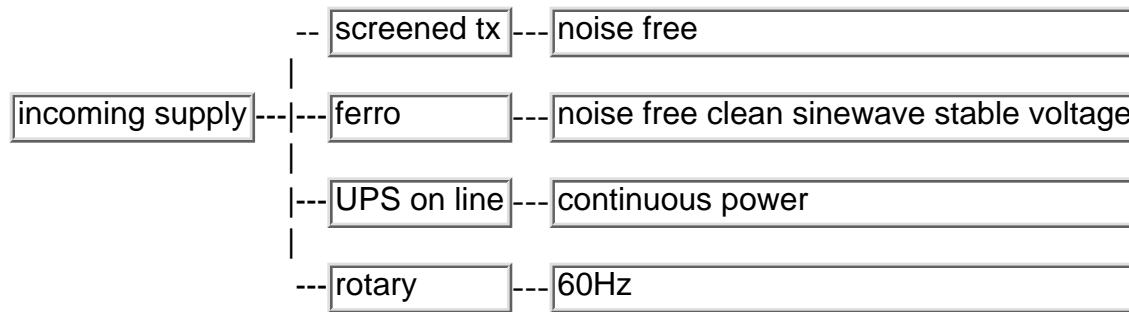 screened tx noise free
incoming supply ferro noise free clean sinewave stable voltage
UPS on line continuous power
rotary 60Hz